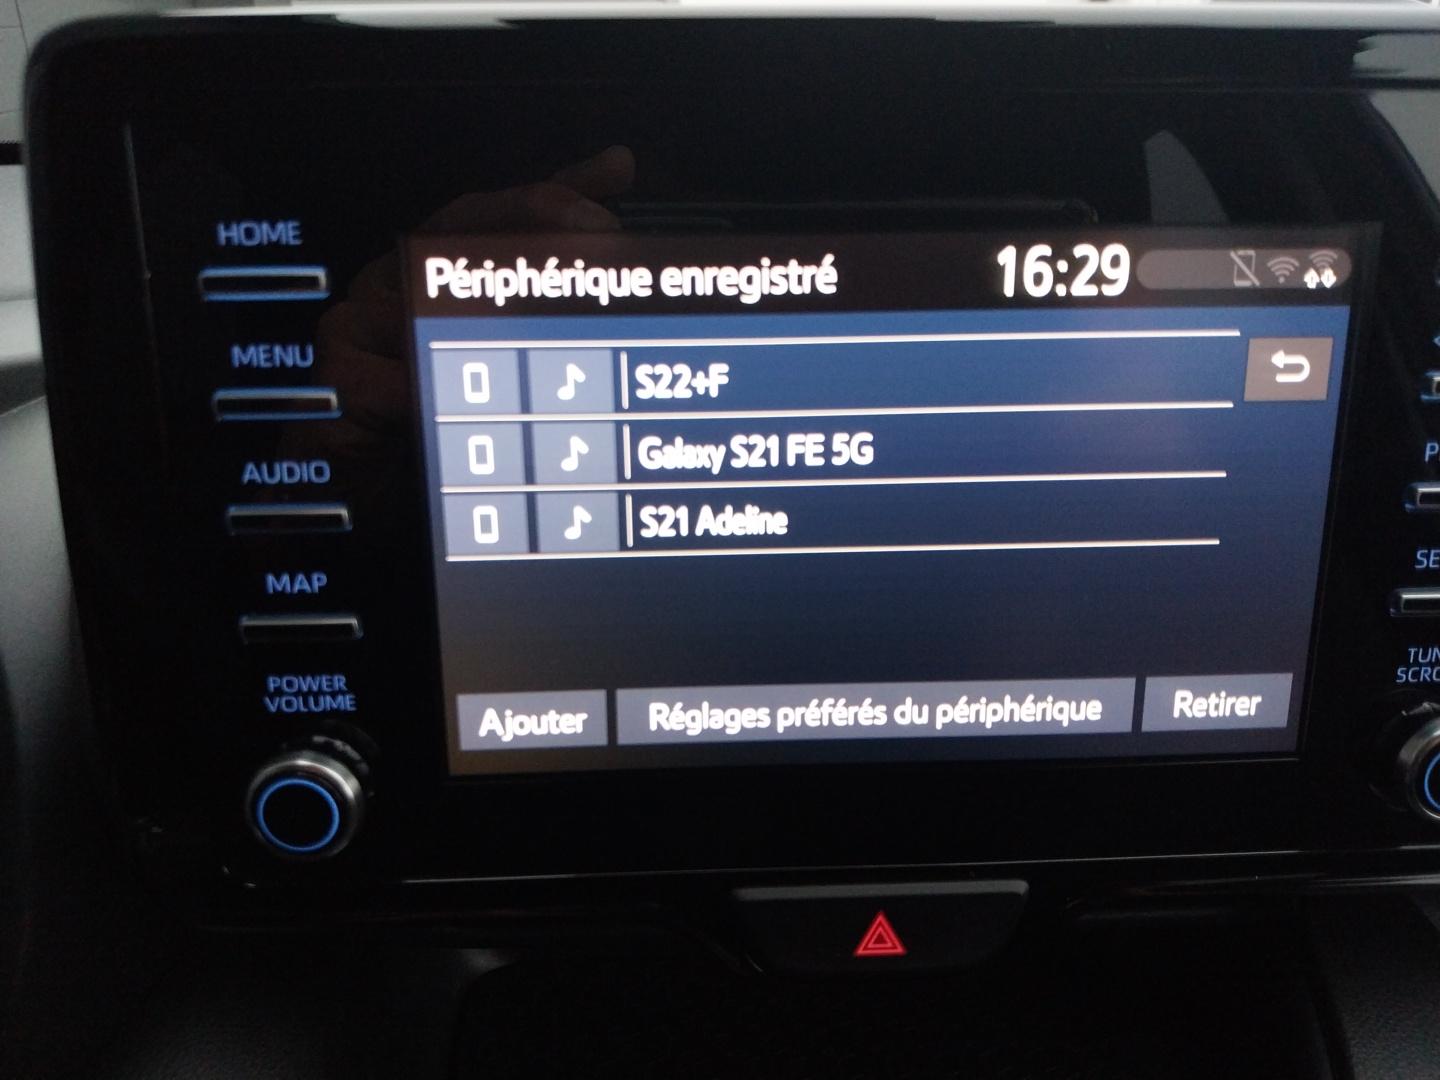 HOME
MENU
AUDIO
MAP
POWER
VOLUME
Périphérique enregistré 16:29
S22+F
Galaxy S21 FE 5G
S21 Adeline
Ajouter Réglages préférés du périphérique Retirer